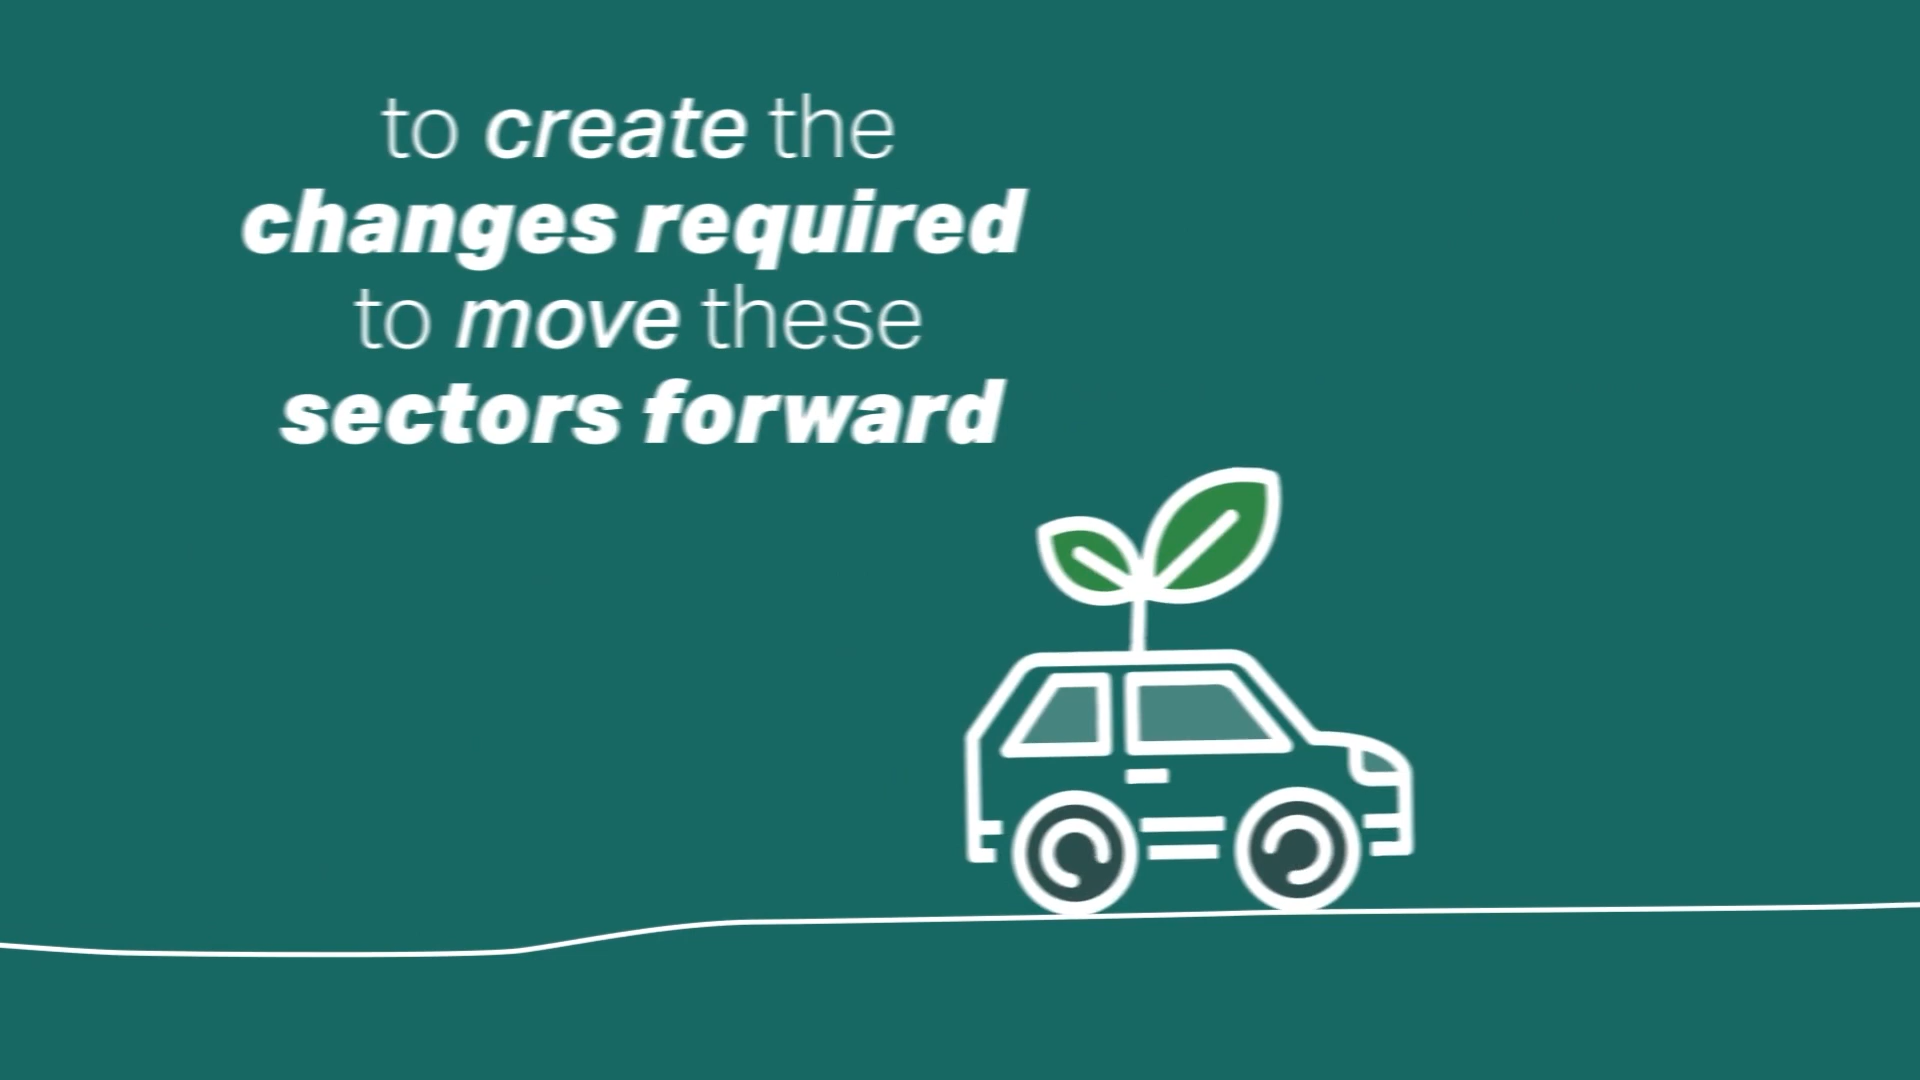 to create the
changes required
to move these
sectors forward